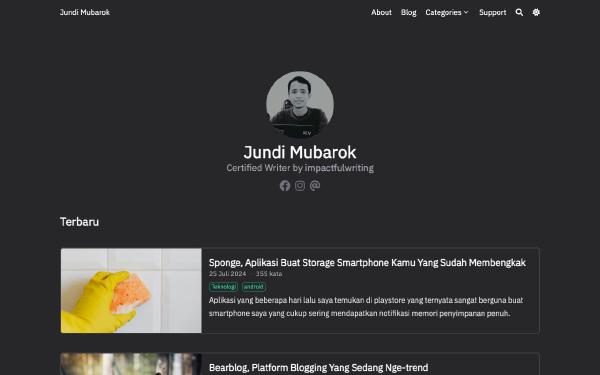 Jundi Mubarok
About Blog Categories Support
Jundi Mubarok
Certified Writer by impactfulwriting
Terbaru
Sponge, Aplikasi Buat Storage Smartphone Kamu Yang Sudah Membengkak
25 Juli 2024 · 355 kata
Teknologi android
Aplikasi yang beberapa hari lalu saya temukan di playstore yang ternyata sangat berguna buat
smartphone saya yang cukup sering mendapatkan notifikasi memori penyimpanan penuh.
Bearblog, Platform Blogging Yang Sedang Nge-trend